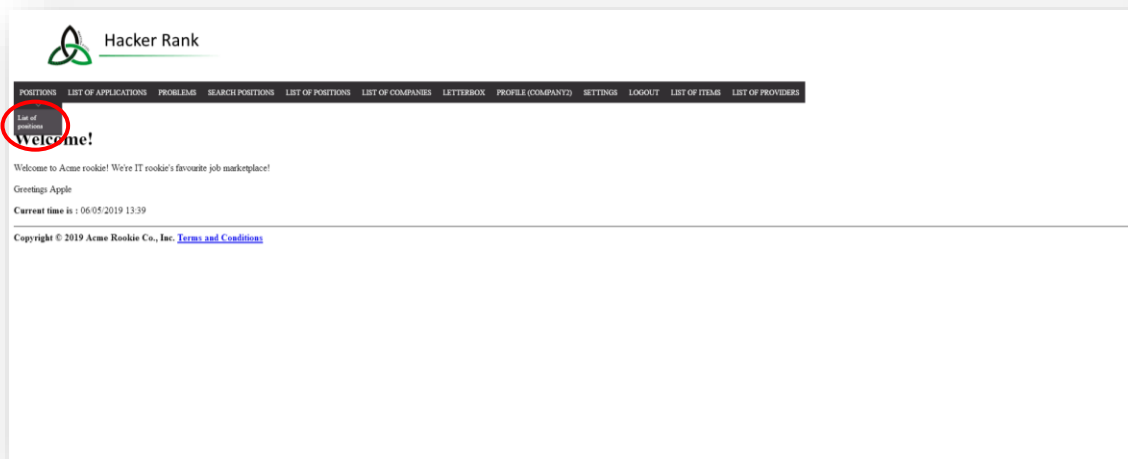 Hacker Rank
POSITIONS LIST OF APPLICATIONS PROBLEMS SEARCH POSITIONS LIST OF POSITIONS LIST OF COMPANIES LETTERBOX PROFILE (COMPANY2) SETTINGS LOGOUT LIST OF ITEMS LIST OF PROVIDERS
List of
positions
Welcome!
Welcome to Acme rookie! We're IT rookie's favourite job marketplace!
Greetings Apple
Current time is : 06/05/2019 13:39
Copyright © 2019 Acme Rookie Co., Inc. Terms and Conditions